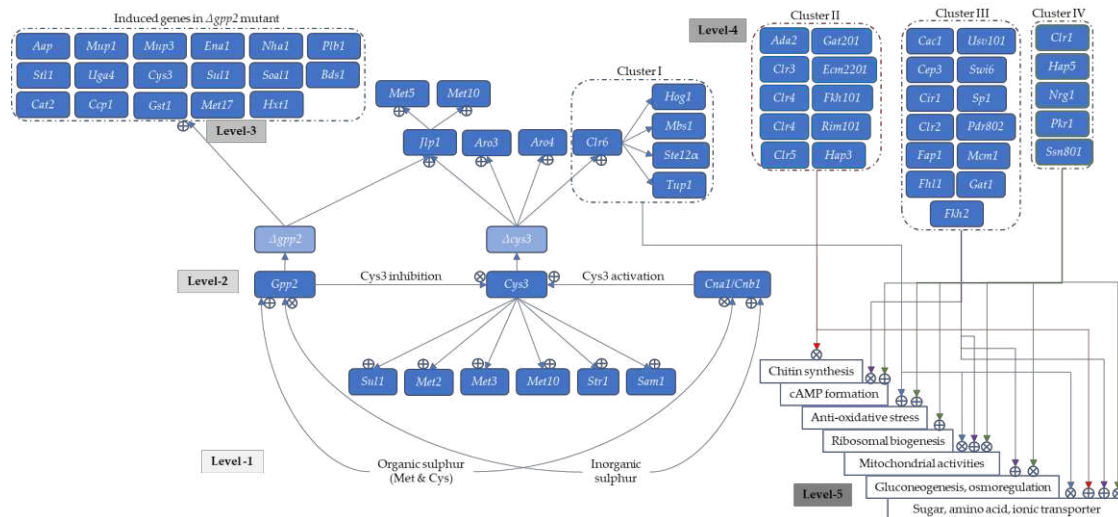 Induced genes in Δgpp2 mutant
Aap Mup1 Mup3 Ena1 Nha1 Plb1
Stl1 Uga4 Cys3 Sul1 Soal1 Bds1
Cat2 Ccp1 Gst1 Met17 Hxt1
Level-3
Met5 Met10
Jlp1 Aro3 Aro4 Clr6
Cluster I
Hog1
Mbs1
Ste12α
Tup1
Level-4
Cluster II
Ada2 Gat201
Clr3 Ecm2201
Clr4 Fkh101
Clr4 Rim101
Clr5 Hap3
Cluster III
Cac1 Usv101
Cep3 Swi6
Cir1 Sp1
Clr2 Pdr802
Fap1 Mcm1
Fhl1 Gat1
Fkh2
Cluster IV
Clr1
Hap5
Nrg1
Pkr1
Ssn801
Δgpp2 Δcys3
Level-2
Gpp2
Cys3 inhibition
Cys3
Cys3 activation
Cna1/Cnb1
Sul1 Met2 Met3 Met10 Str1 Sam1
Level-1
Organic sulphur
(Met & Cys)
Inorganic
sulphur
Chitin synthesis
cAMP formation
Anti-oxidative stress
Ribosomal biogenesis
Mitochondrial activities
Gluconeogenesis, osmoregulation
Sugar, amino acid, ionic transporter
Level-5